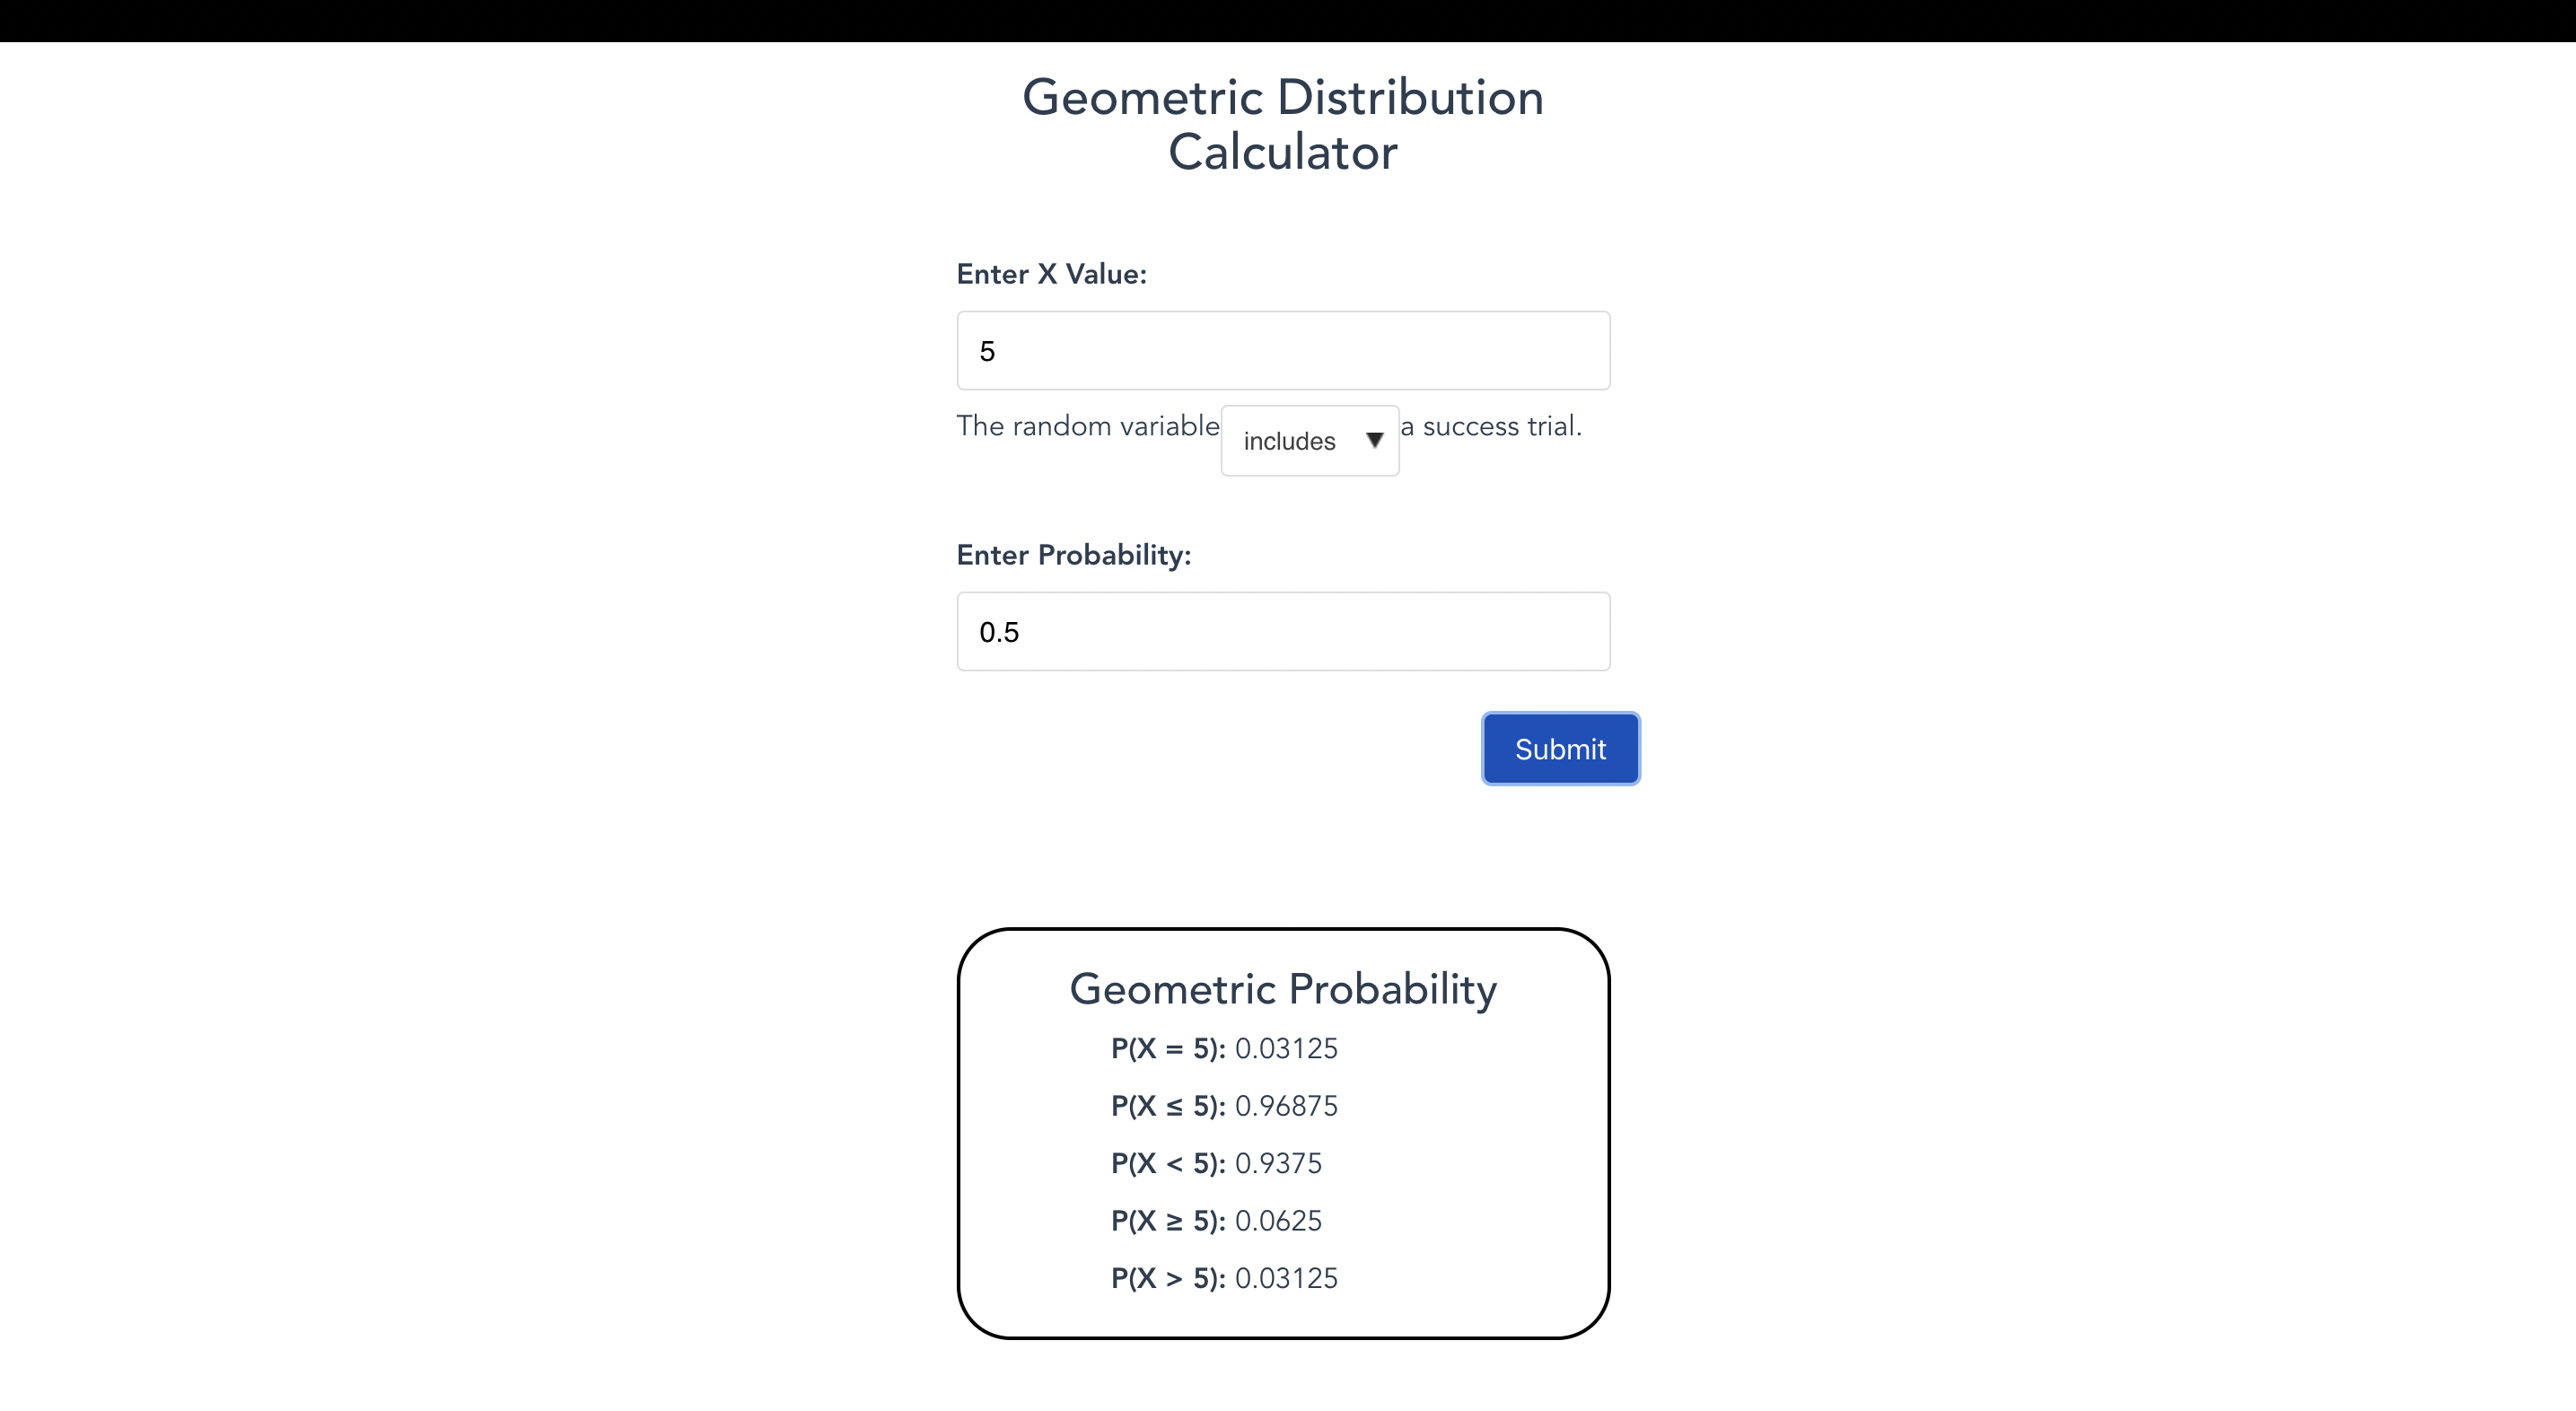 Geometric Distribution
Calculator
Enter X Value:
5
The random variable includes ▼ a success trial.
Enter Probability:
0.5
Submit
Geometric Probability
P(X = 5): 0.03125
P(X ≤ 5): 0.96875
P(X < 5): 0.9375
P(X ≥ 5): 0.0625
P(X > 5): 0.03125